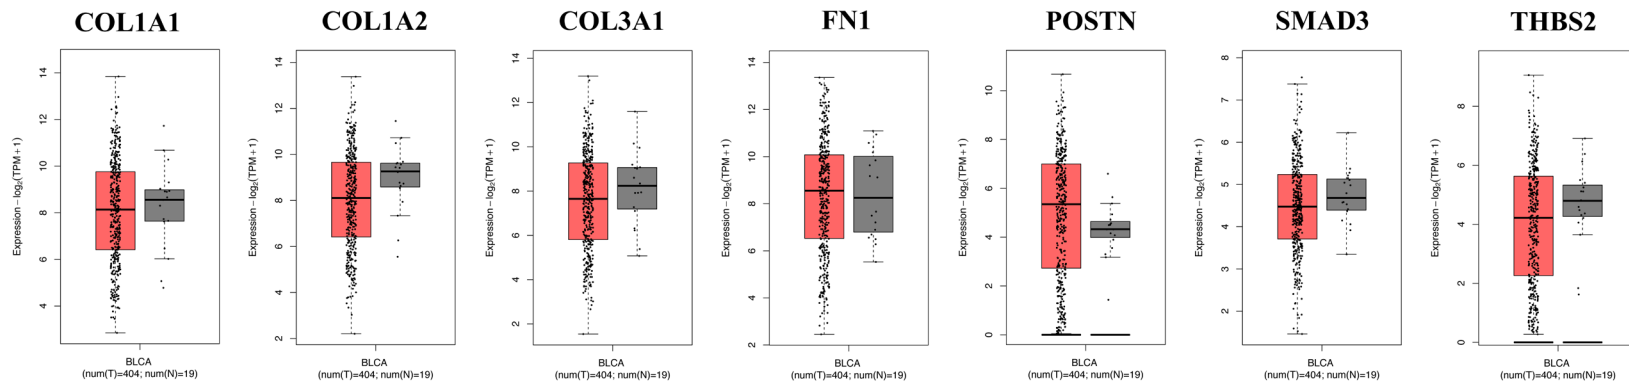 COL1A1
COL1A2
COL3A1
FN1
POSTN
SMAD3
THBS2
Expression − log2(TPM + 1)
14
12
10
8
6
4
BLCA
(num(T)=404; num(N)=19)
Expression − log2(TPM + 1)
14
12
10
8
6
4
2
BLCA
(num(T)=404; num(N)=19)
Expression − log2(TPM + 1)
14
12
10
8
6
4
2
BLCA
(num(T)=404; num(N)=19)
Expression − log2(TPM + 1)
14
12
10
8
6
4
2
BLCA
(num(T)=404; num(N)=19)
Expression − log2(TPM + 1)
10
8
6
4
2
0
BLCA
(num(T)=404; num(N)=19)
Expression − log2(TPM + 1)
8
7
6
5
4
3
2
BLCA
(num(T)=404; num(N)=19)
Expression − log2(TPM + 1)
8
6
4
2
0
BLCA
(num(T)=404; num(N)=19)